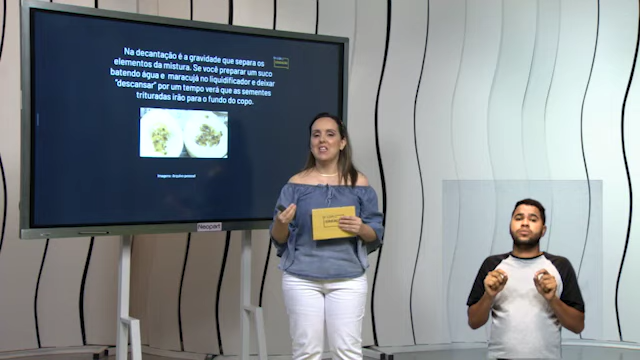 Na decantação é a gravidade que separa os
elementos da mistura. Se você preparar um suco
batendo água e maracujá no liquidificador e deixar
"descansar" por um tempo verá que as sementes
trituradas irão para o fundo do copo.
Imagens: Arquivo pessoal